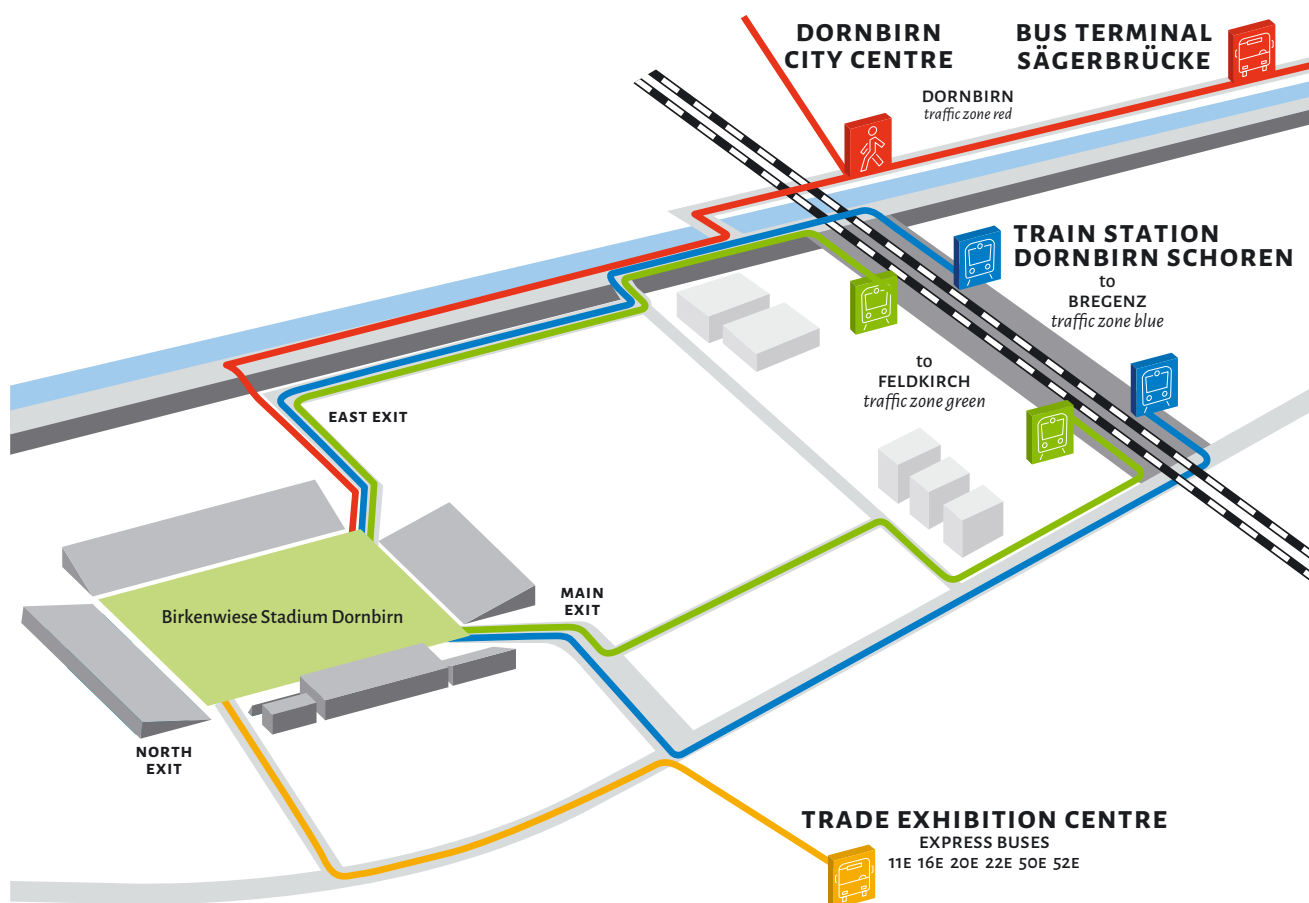 DORNBIRN
CITY CENTRE
BUS TERMINAL
SÄGERBRÜCKE
DORNBIRN
traffic zone red
TRAIN STATION
DORNBIRN SCHOREN
to
BREGENZ
traffic zone blue
to
FELDKIRCH
traffic zone green
EAST EXIT
MAIN
EXIT
Birkenwiese Stadium Dornbirn
NORTH
EXIT
TRADE EXHIBITION CENTRE
EXPRESS BUSES
11E 16E 20E 22E 50E 52E